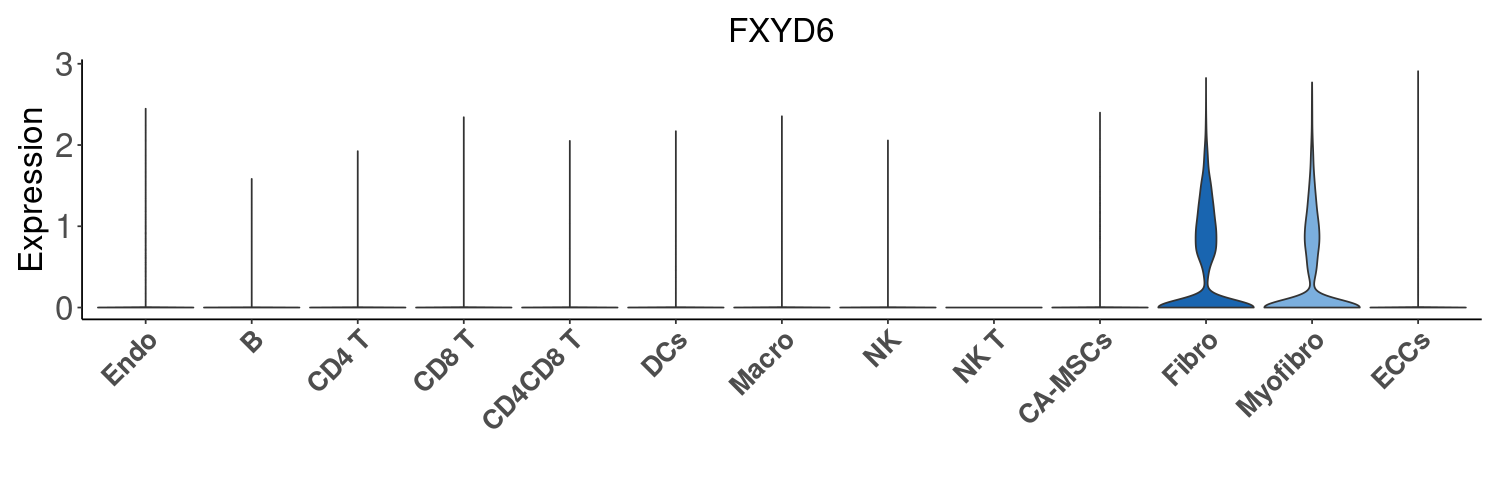 FXYD6
Expression
3
2
1
0
Endo
B
CD4 T
CD8 T
CD4CD8 T
DCs
Macro
NK
NK T
CA-MSCs
Fibro
Myofibro
ECCs